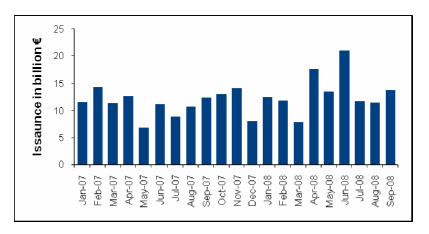 Issaunce in billion €
25
20
15
10
5
0
Jan-07
Feb-07
Mar-07
Apr-07
May-07
Jun-07
Jul-07
Aug-07
Sep-07
Oct-07
Nov-07
Dec-07
Jan-08
Feb-08
Mar-08
Apr-08
May-08
Jun-08
Jul-08
Aug-08
Sep-08